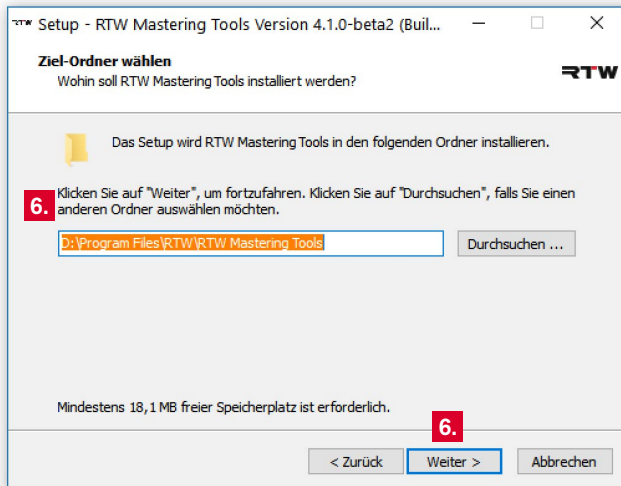 RTW Setup - RTW Mastering Tools Version 4.1.0-beta2 (Buil...
Ziel-Ordner wählen
Wohin soll RTW Mastering Tools installiert werden?
RTW
Das Setup wird RTW Mastering Tools in den folgenden Ordner installieren.
6.
Klicken Sie auf "Weiter", um fortzufahren. Klicken Sie auf "Durchsuchen", falls Sie einen
anderen Ordner auswählen möchten.
D:\Program Files\RTW\RTW Mastering Tools
Durchsuchen ...
Mindestens 18,1 MB freier Speicherplatz ist erforderlich.
6.
< Zurück
Weiter >
Abbrechen